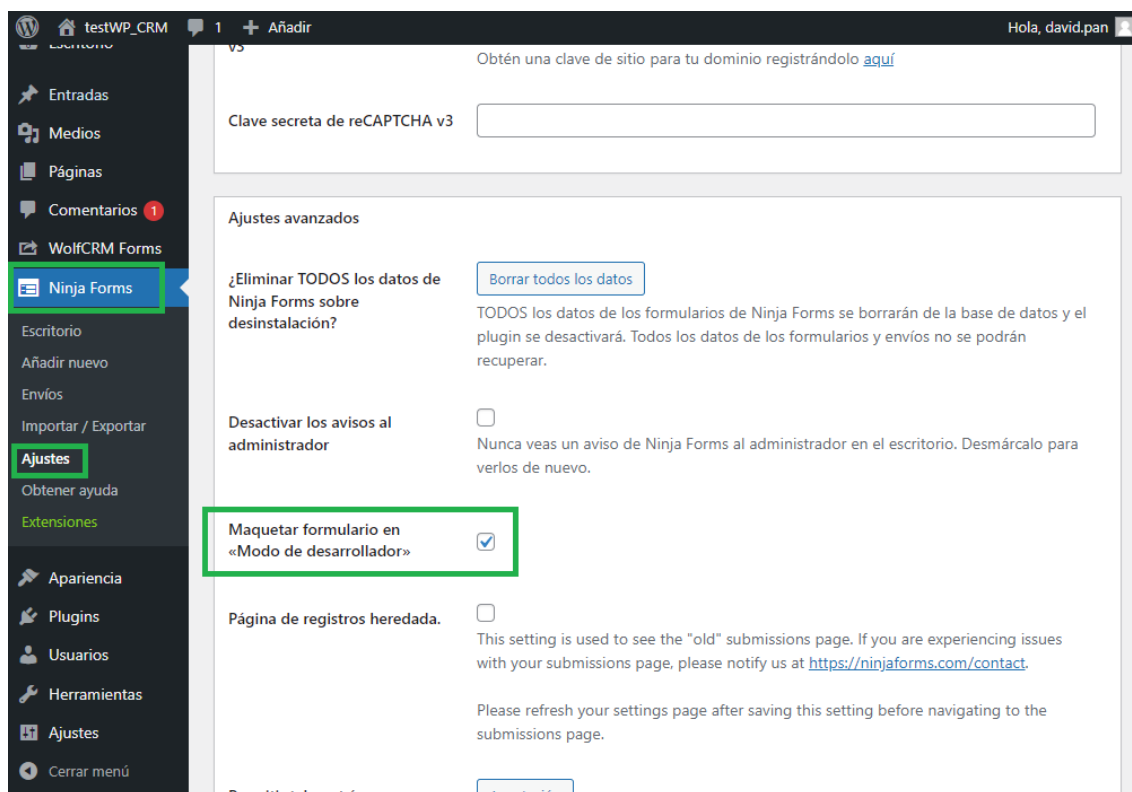 testWP_CRM 1 Añadir Hola, david.pan
Escritorio
Entradas
Medios
Páginas
Comentarios 1
WolfCRM Forms
Ninja Forms
Escritorio
Añadir nuevo
Envíos
Importar / Exportar
Ajustes
Obtener ayuda
Extensiones
Apariencia
Plugins
Usuarios
Herramientas
Ajustes
Cerrar menú
v3
Obtén una clave de sitio para tu dominio registrándolo aquí
Clave secreta de reCAPTCHA v3
Ajustes avanzados
¿Eliminar TODOS los datos de
Ninja Forms sobre
desinstalación?
Borrar todos los datos
TODOS los datos de los formularios de Ninja Forms se borrarán de la base de datos y el
plugin se desactivará. Todos los datos de los formularios y envíos no se podrán
recuperar.
Desactivar los avisos al
administrador
Nunca veas un aviso de Ninja Forms al administrador en el escritorio. Desmárcalo para
verlos de nuevo.
Maquetar formulario en
«Modo de desarrollador»
Página de registros heredada.
This setting is used to see the "old" submissions page. If you are experiencing issues
with your submissions page, please notify us at https://ninjaforms.com/contact.
Please refresh your settings page after saving this setting before navigating to the
submissions page.